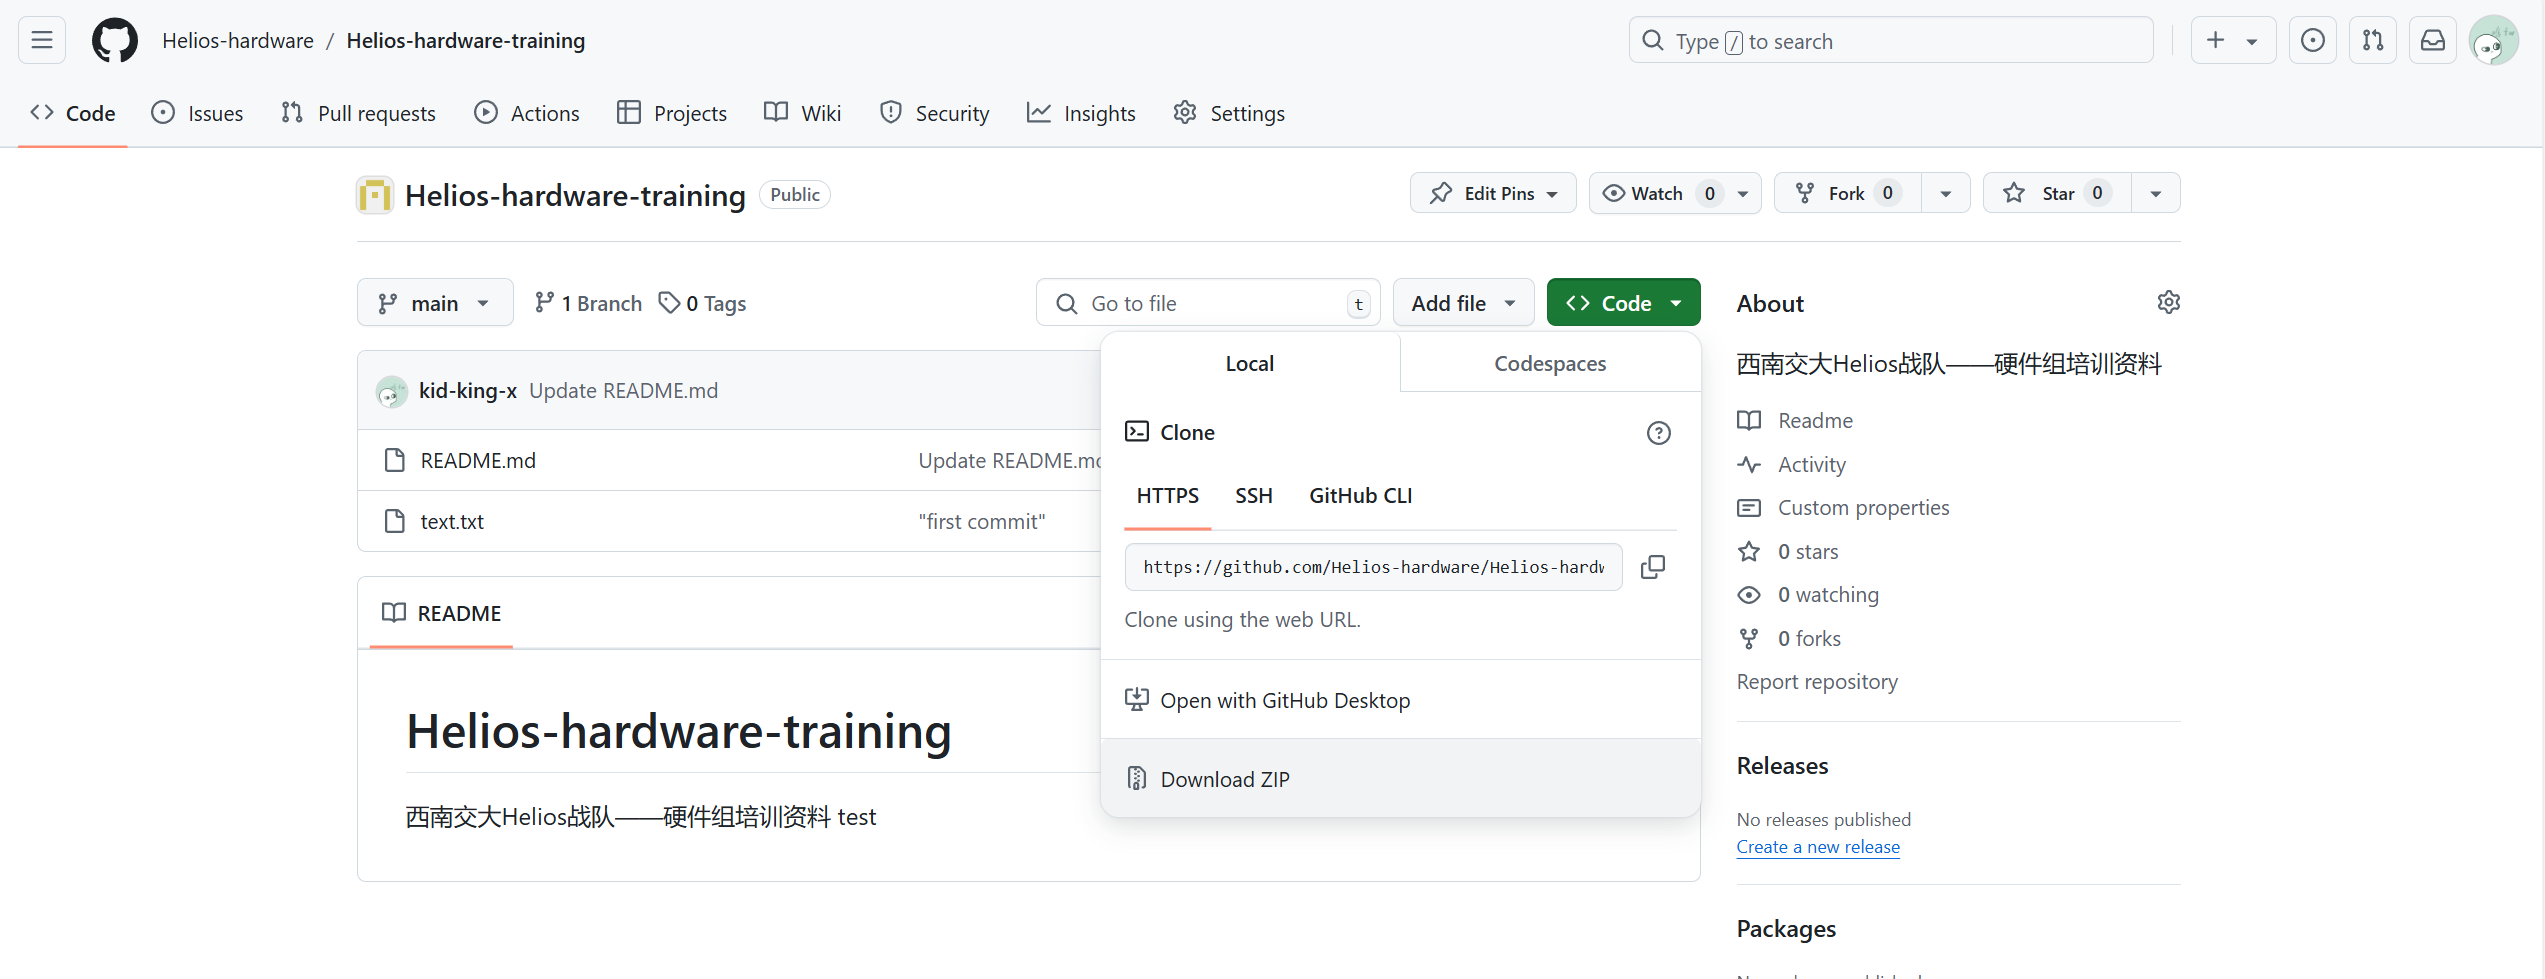 Helios-hardware / Helios-hardware-training
Type / to search
Code Issues Pull requests Actions Projects Wiki Security Insights Settings
Helios-hardware-training Public
Edit Pins Watch 0 Fork 0 Star 0
main 1 Branch 0 Tags
Go to file t Add file Code
kid-king-x Update README.md
README.md Update README.md
text.txt "first commit"
README
Helios-hardware-training
西南交大Helios战队——硬件组培训资料 test
Local Codespaces
Clone
HTTPS SSH GitHub CLI
https://github.com/Helios-hardware/Helios-hardw
Clone using the web URL.
Open with GitHub Desktop
Download ZIP
About
西南交大Helios战队——硬件组培训资料
Readme
Activity
Custom properties
0 stars
0 watching
0 forks
Report repository
Releases
No releases published
Create a new release
Packages